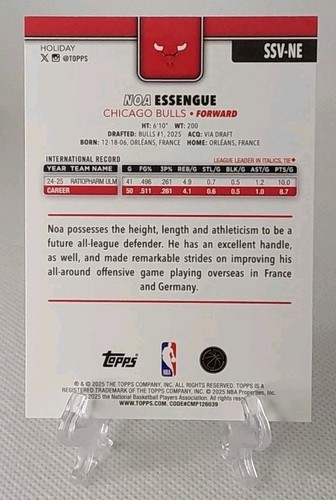 HOLIDAY
@TOPPS
SSV-NE
NOA ESSENGUE
CHICAGO BULLS • FORWARD
HT: 6'10" WT: 200
DRAFTED: BULLS #1, 2025 ACQ: VIA DRAFT
BORN: 12-18-06, ORLÉANS, FRANCE HOME: ORLÉANS, FRANCE
INTERNATIONAL RECORD LEAGUE LEADER IN ITALICS, TIE♦
YEAR TEAM NAME G FG% 3P% REB/G STL/G BLK/G AST/G PTS/G
24-25 RATIOPHARM ULM 41 .496 .261 4.9 0.7 0.5 1.2 10.0
CAREER 50 .511 .261 4.1 0.6 0.5 1.0 8.7
Noa possesses the height, length and athleticism to be a
future all-league defender. He has an excellent handle,
as well, and made remarkable strides on improving his
all-around offensive game playing overseas in France
and Germany.
Topps
® & © 2025 THE TOPPS COMPANY, INC. ALL RIGHTS RESERVED. TOPPS IS A
REGISTERED TRADEMARK OF THE TOPPS COMPANY, INC. © 2025 NBA Properties, Inc.
2025 the National Basketball Players Association. All rights
WWW.TOPPS.COM. CODE#CMP126039